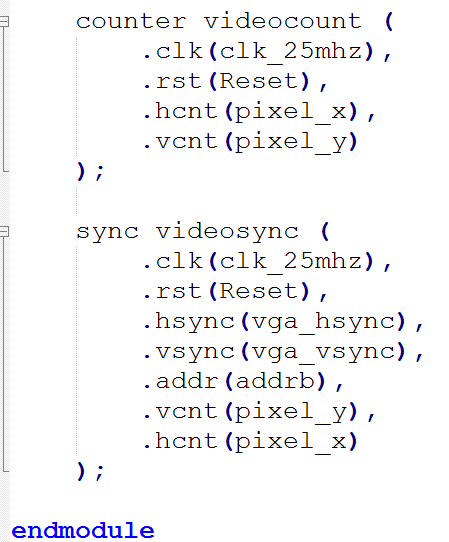 counter videocount (
.clk(clk_25mhz),
.rst(Reset),
.hcnt(pixel_x),
.vcnt(pixel_y)
);
sync videosync (
.clk(clk_25mhz),
.rst(Reset),
.hsync(vga_hsync),
.vsync(vga_vsync),
.addr(addrb),
.vcnt(pixel_y),
.hcnt(pixel_x)
);
endmodule